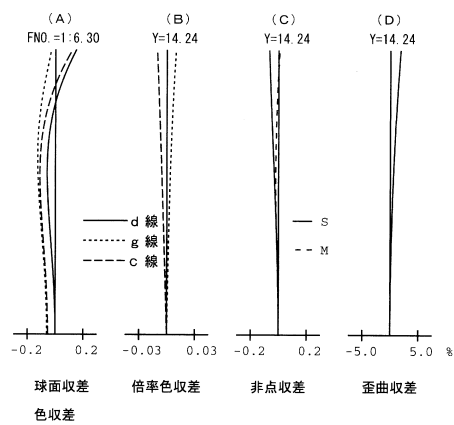 (A) (B) (C) (D)
FNO.=1:6.30 Y=14.24 Y=14.24 Y=14.24
d 線
g 線
c 線
S
M
-0.2 0.2 -0.03 0.03 -0.2 0.2 -5.0 5.0 %
球面収差 倍率色収差 非点収差 歪曲収差
色収差